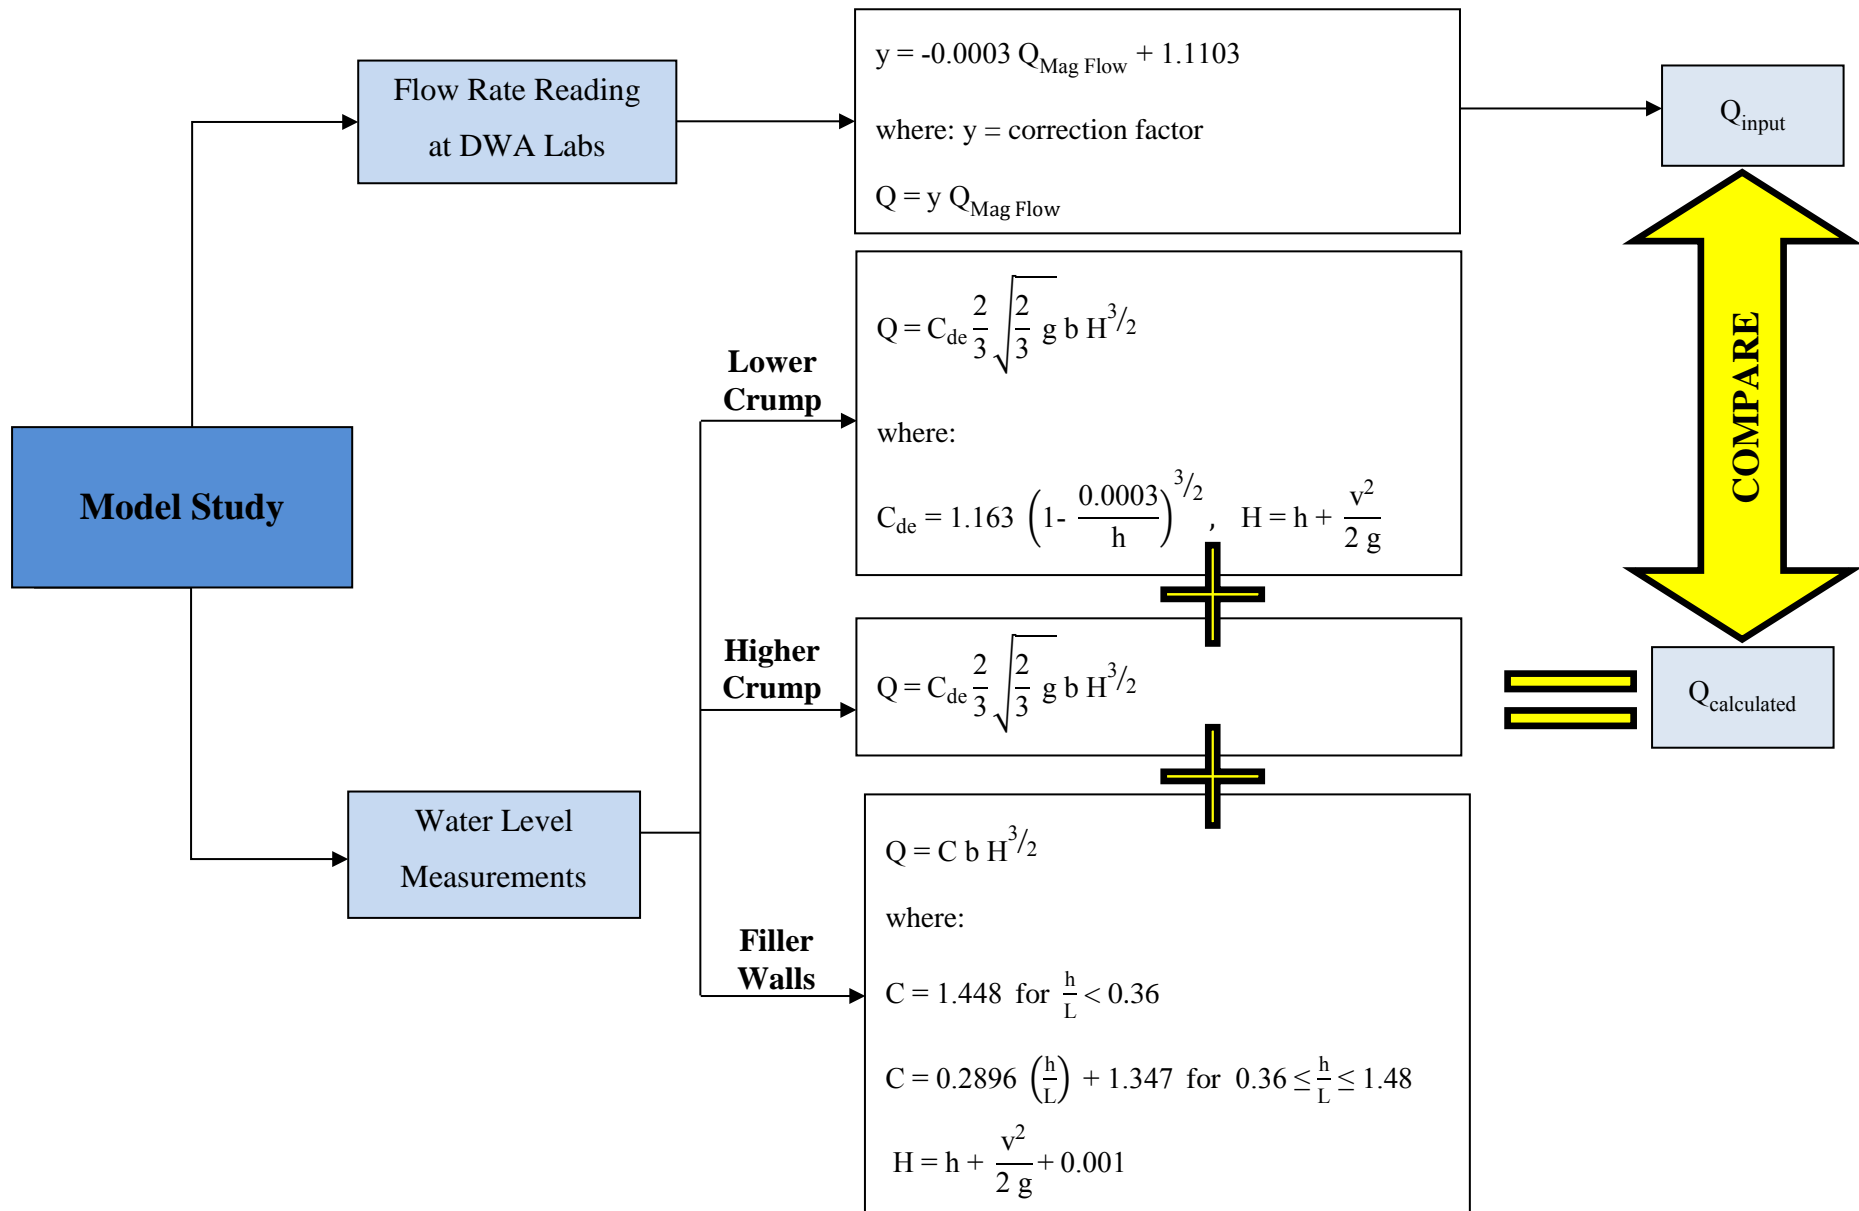 Model Study
Flow Rate Reading
at DWA Labs
y = -0.0003 Q_Mag Flow + 1.1103
where: y = correction factor
Q = y Q_Mag Flow
Q_input
COMPARE
Lower
Crump
Q = C_de 2/3 √(2/3 g) b H^3/2
where:
C_de = 1.163 (1- 0.0003/h)^3/2 , H = h + v²/2 g
Higher
Crump
Q = C_de 2/3 √(2/3 g) b H^3/2
Q_calculated
Water Level
Measurements
Filler
Walls
Q = C b H^3/2
where:
C = 1.448 for h/L < 0.36
C = 0.2896 (h/L) + 1.347 for 0.36 ≤ h/L ≤ 1.48
H = h + v²/2 g + 0.001